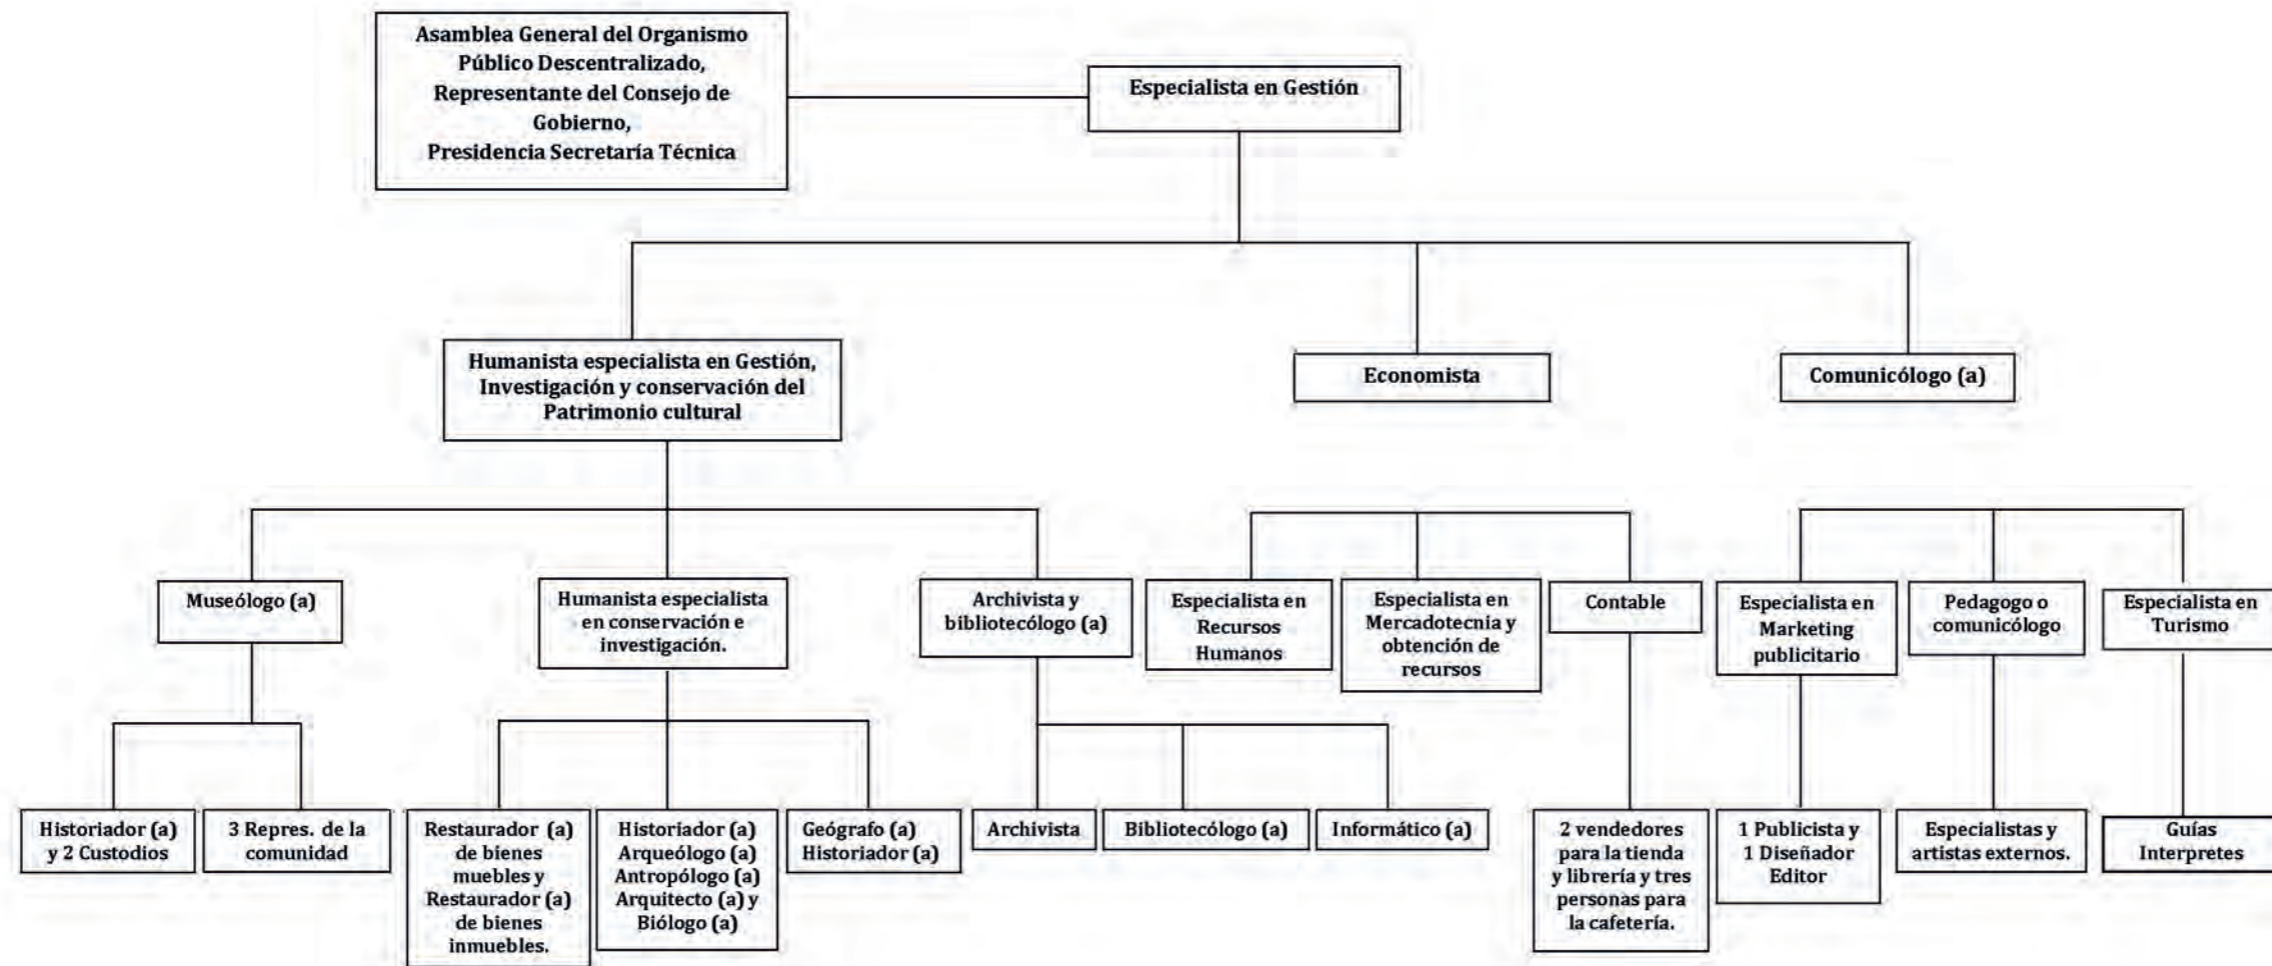 Asamblea General del Organismo
Público Descentralizado,
Representante del Consejo de
Gobierno,
Presidencia Secretaría Técnica
Especialista en Gestión
Humanista especialista en Gestión,
Investigación y conservación del
Patrimonio cultural
Economista
Comunicólogo (a)
Museólogo (a)
Humanista especialista
en conservación e
investigación.
Archivista y
bibliotecólogo (a)
Especialista en
Recursos
Humanos
Especialista en
Mercadotecnia y
obtención de
recursos
Contable
Especialista en
Marketing
publicitario
Pedagogo o
comunicólogo
Especialista en
Turismo
Historiador (a)
y 2 Custodios
3 Repres. de la
comunidad
Restaurador (a)
de bienes
muebles y
Restaurador (a)
de bienes
inmuebles.
Historiador (a)
Arqueólogo (a)
Antropólogo (a)
Arquitecto (a) y
Biólogo (a)
Geógrafo (a)
Historiador (a)
Archivista
Bibliotecólogo (a)
Informático (a)
2 vendedores
para la tienda
y librería y tres
personas para
la cafetería.
1 Publicista y
1 Diseñador
Editor
Especialistas y
artistas externos.
Guías
Interpretes